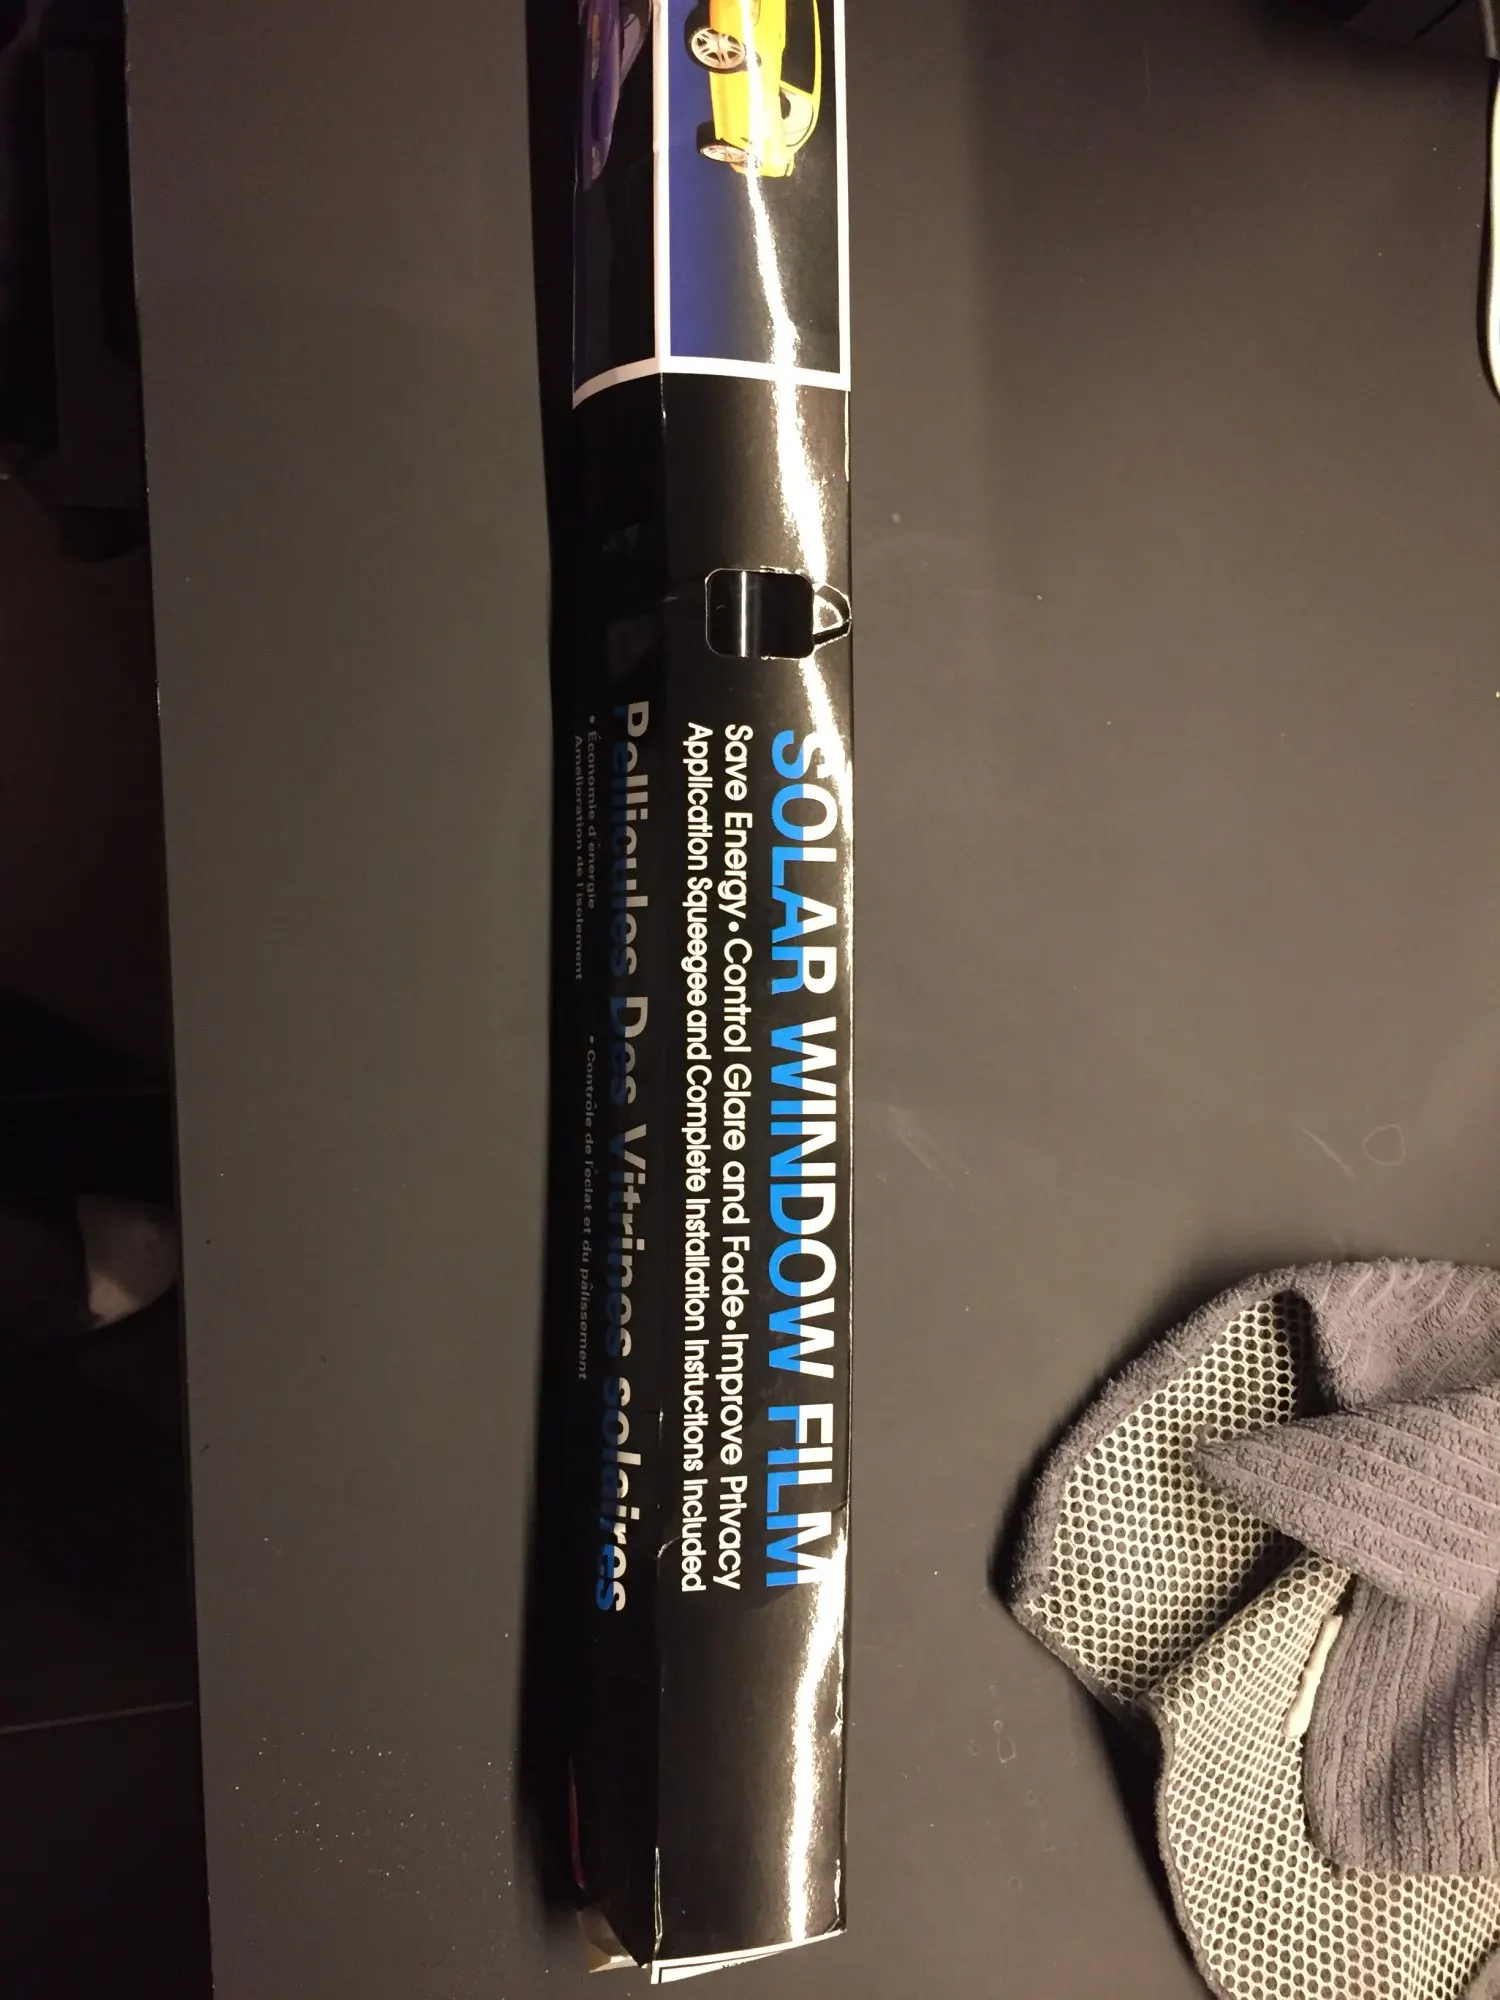 SOLAR WINDOW FILM
Save Energy • Control Glare and Fade • Improve Privacy
Application Squeegee and Complete Installation Instuctions Included
Pellicules Des Vitrines solaires
• Économie d'énergie • Contrôle de l'éclat et du pâlissement
Amelioration de l'isolement